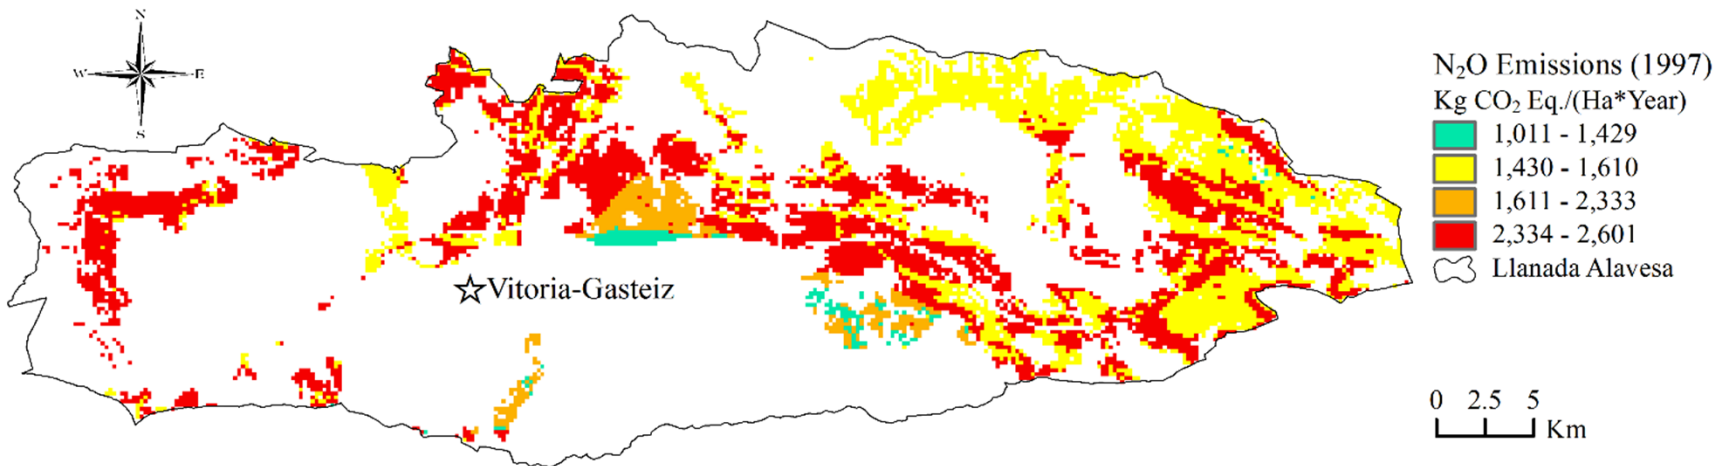 N
W E
S
Vitoria-Gasteiz
N₂O Emissions (1997)
Kg CO₂ Eq./(Ha*Year)
1,011 - 1,429
1,430 - 1,610
1,611 - 2,333
2,334 - 2,601
Llanada Alavesa
0 2.5 5
Km